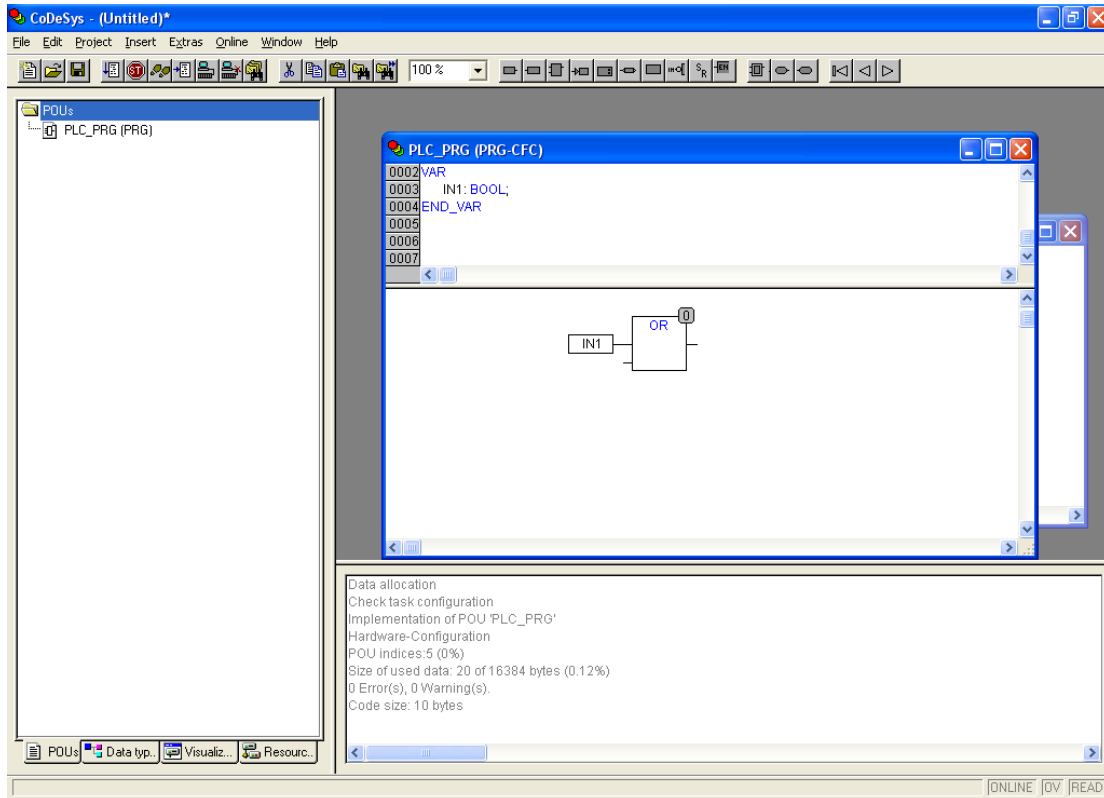 CoDeSys - (Untitled)*
File Edit Project Insert Extras Online Window Help
100 %
POUs
PLC_PRG (PRG)
PLC_PRG (PRG-CFC)
0002 VAR
0003 IN1: BOOL;
0004 END_VAR
0005
0006
0007
0
OR
IN1
Data allocation
Check task configuration
Implementation of POU 'PLC_PRG'
Hardware-Configuration
POU indices:5 (0%)
Size of used data: 20 of 16384 bytes (0.12%)
0 Error(s), 0 Warning(s).
Code size: 10 bytes
POUs Data typ.. Visualiz... Resourc..
ONLINE OV READ